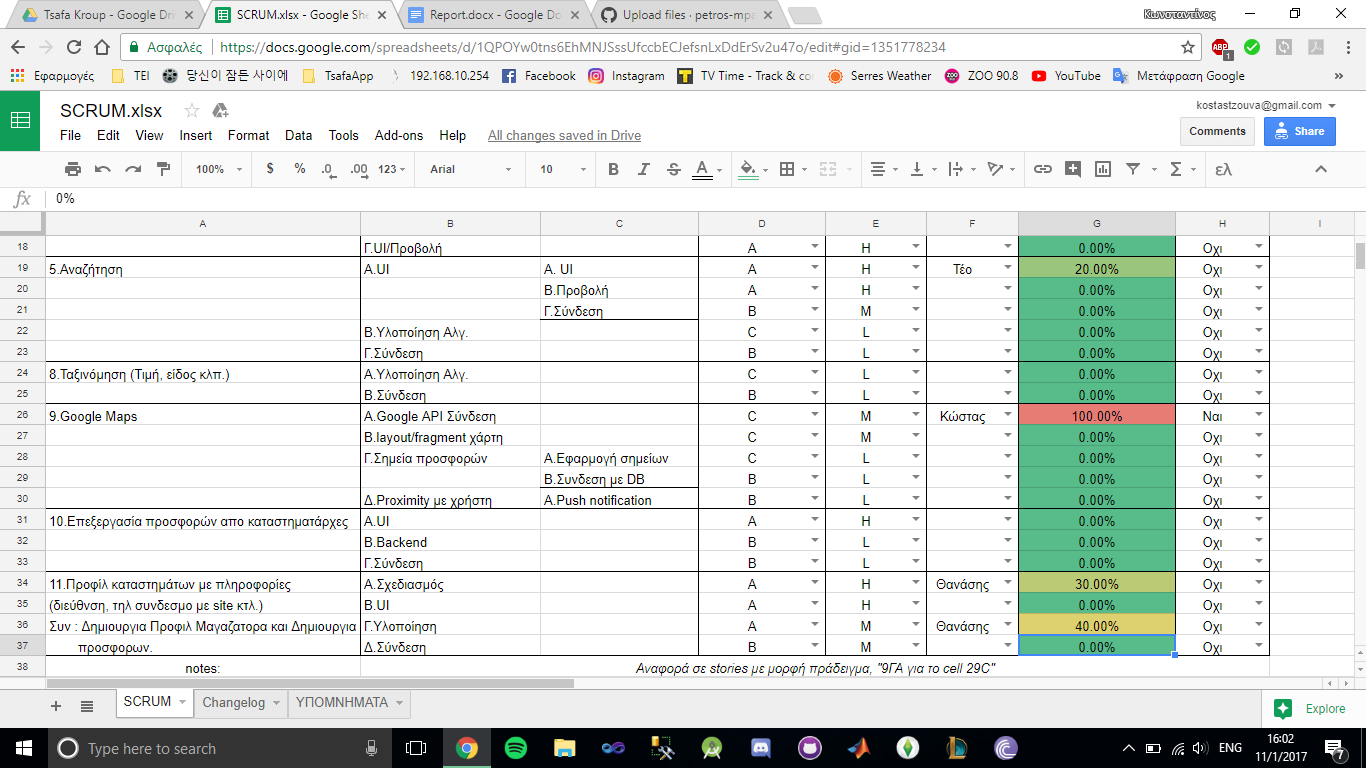 Tsafa Kroup - Google Dri
SCRUM.xlsx - Google She
Report.docx - Google Do
Upload files · petros-mpa
Κωνσταντίνος
Ασφαλές
https://docs.google.com/spreadsheets/d/1QPOYw0tm6EhMNJSssUfccbECJefsnLxDdErSv2u47o/edit#gid=1351778234
ABP 1
Εφαρμογές TEI 당신이 잠든 사이에 TsafaApp 192.168.10.254 Facebook Instagram TV Time - Track & co Serres Weather ZOO 90.8 YouTube Μετάφραση Google »
SCRUM.xlsx
kostastzouva@gmail.com
File Edit View Insert Format Data Tools Add-ons Help All changes saved in Drive
Comments Share
100% $ % .0 .00 123 Arial 10 B I S A Σ ελ
fx 0%
A B C D E F G H I
18 Γ.UI/Προβολή A H 0.00% Οχι
19 5.Αναζήτηση A.UI A. UI A H Τέο 20.00% Οχι
20 Β.Προβολή A H 0.00% Οχι
21 Γ.Σύνδεση B M 0.00% Οχι
22 Β.Υλοποίηση Αλγ. C L 0.00% Οχι
23 Γ.Σύνδεση B L 0.00% Οχι
24 8.Ταξινόμηση (Τιμή, είδος κλπ.) Α.Υλοποίηση Αλγ. C L 0.00% Οχι
25 Β.Σύνδεση B L 0.00% Οχι
26 9.Google Maps A.Google API Σύνδεση C M Κώστας 100.00% Ναι
27 B.layout/fragment χάρτη C M 0.00% Οχι
28 Γ.Σημεία προσφορών Α.Εφαρμογή σημείων C L 0.00% Οχι
29 Β.Συνδεση με DB B L 0.00% Οχι
30 Δ.Proximity με χρήστη A.Push notification B L 0.00% Οχι
31 10.Επεξεργασία προσφορών απο καταστηματάρχες A.UI A H 0.00% Οχι
32 B.Backend B L 0.00% Οχι
33 Γ.Σύνδεση B L 0.00% Οχι
34 11.Προφίλ καταστημάτων με πληροφορίες Α.Σχεδιασμός A H Θανάσης 30.00% Οχι
35 (διεύθνση, τηλ συνδεσμο με site κτλ.) B.UI A H 0.00% Οχι
36 Συν : Δημιουργια Προφιλ Μαγαζατορα και Δημιουργια Γ.Υλοποίηση A M Θανάσης 40.00% Οχι
37 προσφορων. Δ.Σύνδεση B M 0.00% Οχι
38 notes: Αναφορά σε stories με μορφή πράδειγμα, "9ΓΑ για το cell 29C"
SCRUM Changelog ΥΠΟΜΝΗΜΑΤΑ Explore
Type here to search
ENG
16:02
11/1/2017
7